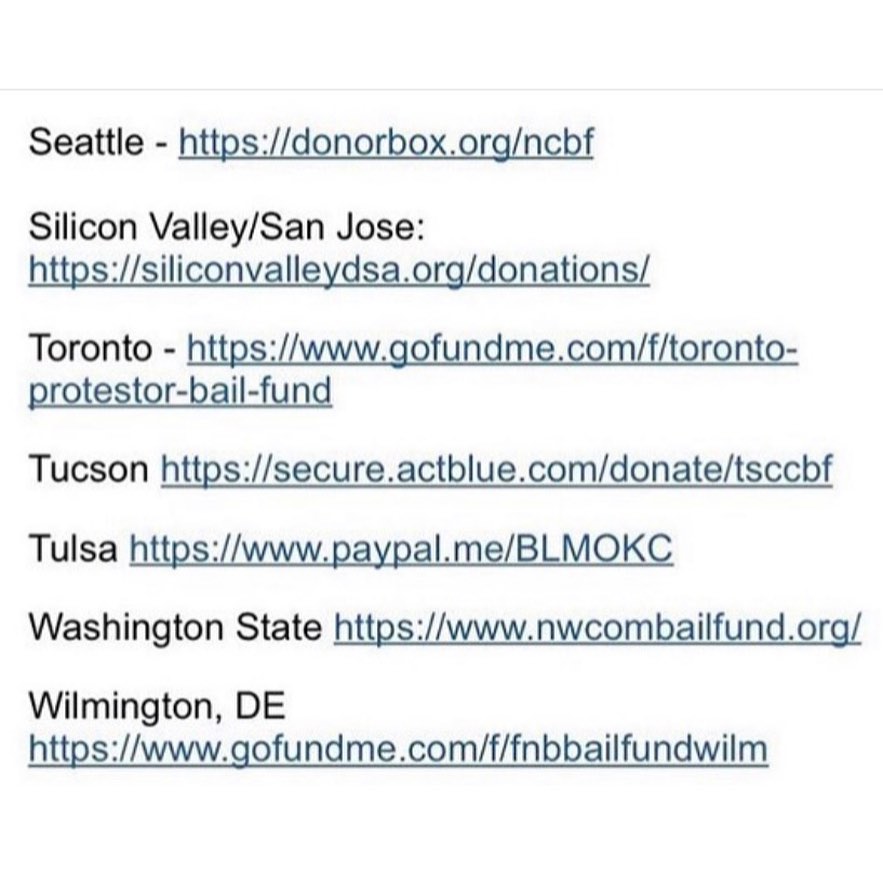 Seattle - https://donorbox.org/ncbf
Silicon Valley/San Jose:
https://siliconvalleydsa.org/donations/
Toronto - https://www.gofundme.com/f/toronto-
protestor-bail-fund
Tucson https://secure.actblue.com/donate/tsccbf
Tulsa https://www.paypal.me/BLMOKC
Washington State https://www.nwcombailfund.org/
Wilmington, DE
https://www.gofundme.com/f/fnbbailfundwilm